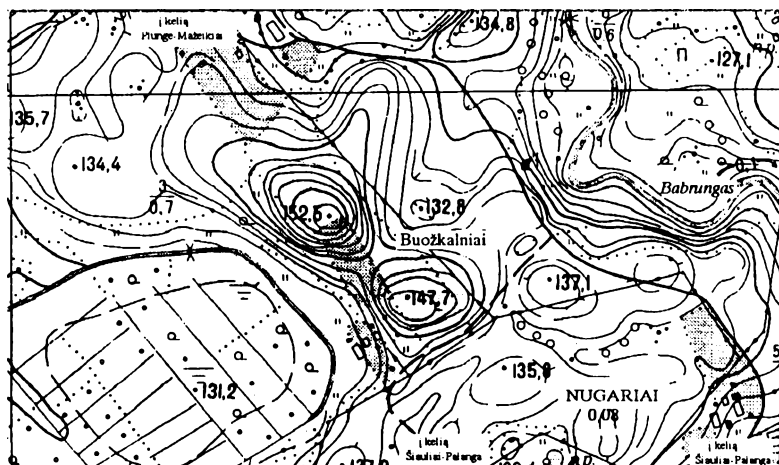 į kelią
Plungė-Mažeikiai
134,8
0,6
П
127,1
135,7
134,4
3
0,7
152,5
132,8
Babrungas
0,1
Buožkalniai
147,7
137,1
131,2
135,8
NUGARIAI
0,08
į kelią
Šiauliai-Palanga
į kelią
Šiauliai-Palanga